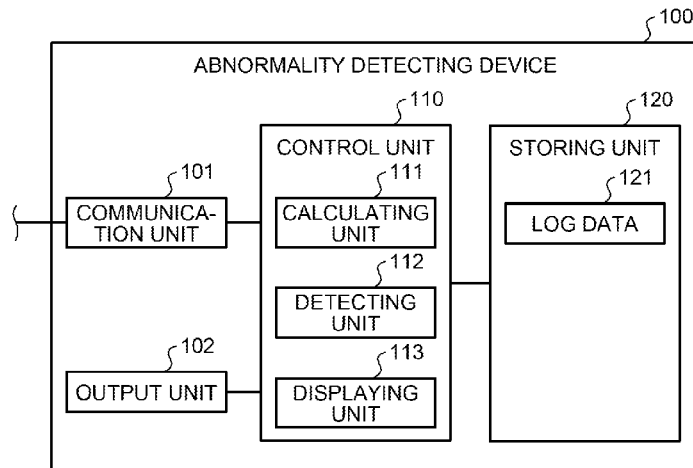 100
ABNORMALITY DETECTING DEVICE
110
120
CONTROL UNIT
STORING UNIT
101
111
121
COMMUNICA-
TION UNIT
CALCULATING
UNIT
LOG DATA
112
DETECTING
UNIT
102
113
OUTPUT UNIT
DISPLAYING
UNIT